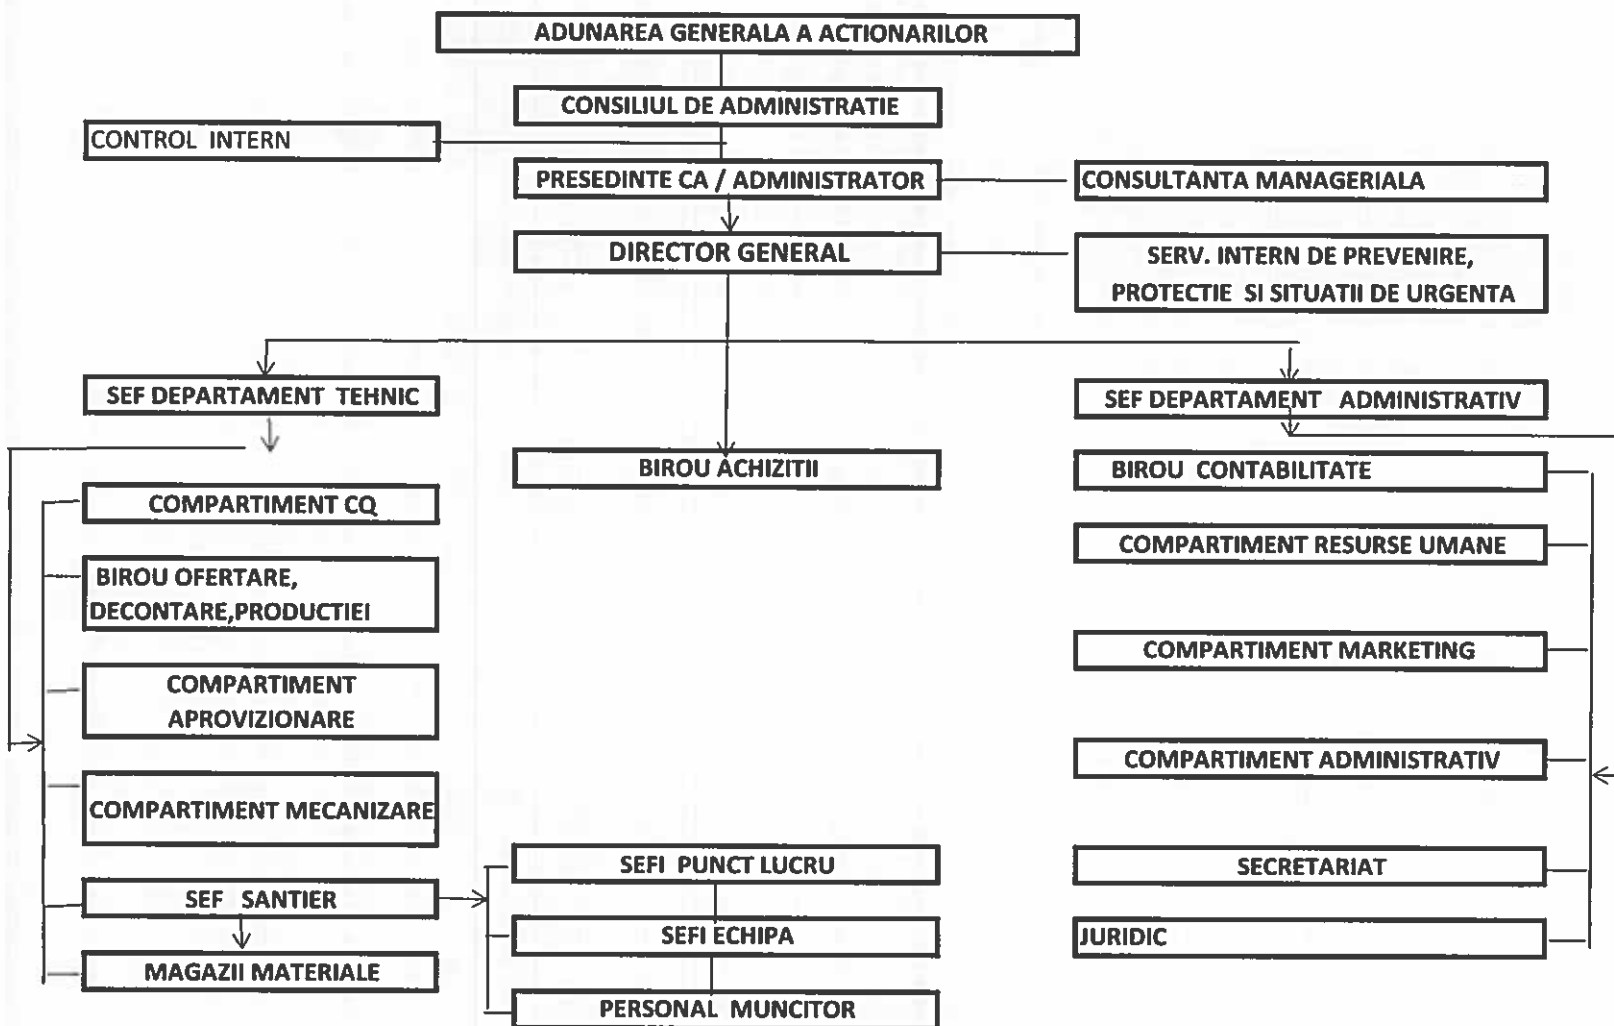 ADUNAREA GENERALA A ACTIONARILOR
CONSILIUL DE ADMINISTRATIE
CONTROL INTERN
PRESEDINTE CA / ADMINISTRATOR
CONSULTANTA MANAGERIALA
DIRECTOR GENERAL
SERV. INTERN DE PREVENIRE,
PROTECTIE SI SITUATII DE URGENTA
SEF DEPARTAMENT TEHNIC
SEF DEPARTAMENT ADMINISTRATIV
BIROU ACHIZITII
BIROU CONTABILITATE
COMPARTIMENT CQ
COMPARTIMENT RESURSE UMANE
BIROU OFERTARE,
DECONTARE,PRODUCTIEI
COMPARTIMENT MARKETING
COMPARTIMENT
APROVIZIONARE
COMPARTIMENT ADMINISTRATIV
COMPARTIMENT MECANIZARE
SEFI PUNCT LUCRU
SECRETARIAT
SEF SANTIER
SEFI ECHIPA
JURIDIC
MAGAZII MATERIALE
PERSONAL MUNCITOR